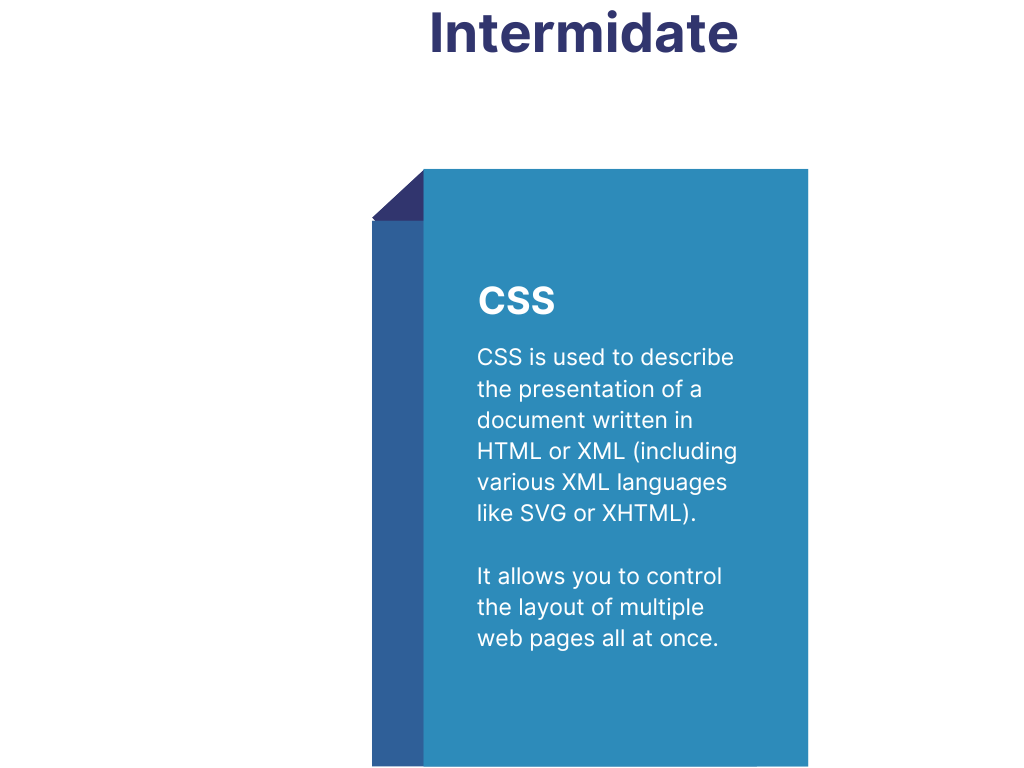 Intermidate
CSS
CSS is used to describe
the presentation of a
document written in
HTML or XML (including
various XML languages
like SVG or XHTML).
It allows you to control
the layout of multiple
web pages all at once.